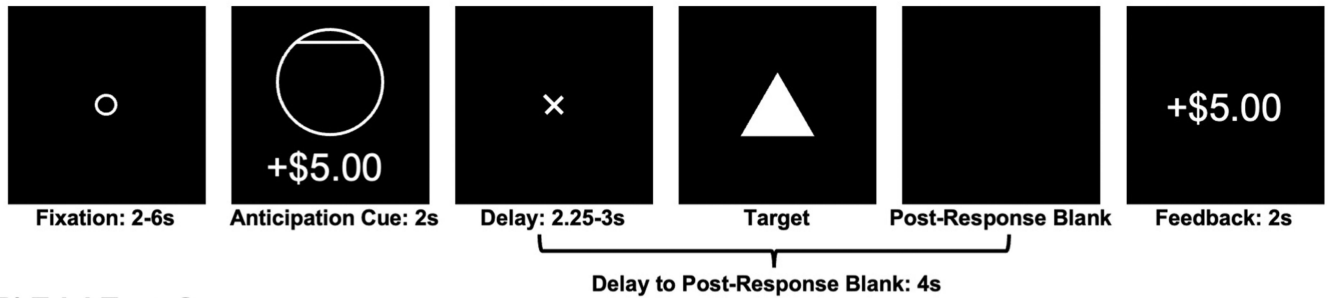 +$5.00
+$5.00
Fixation: 2-6s
Anticipation Cue: 2s
Delay: 2.25-3s
Target
Post-Response Blank
Feedback: 2s
Delay to Post-Response Blank: 4s